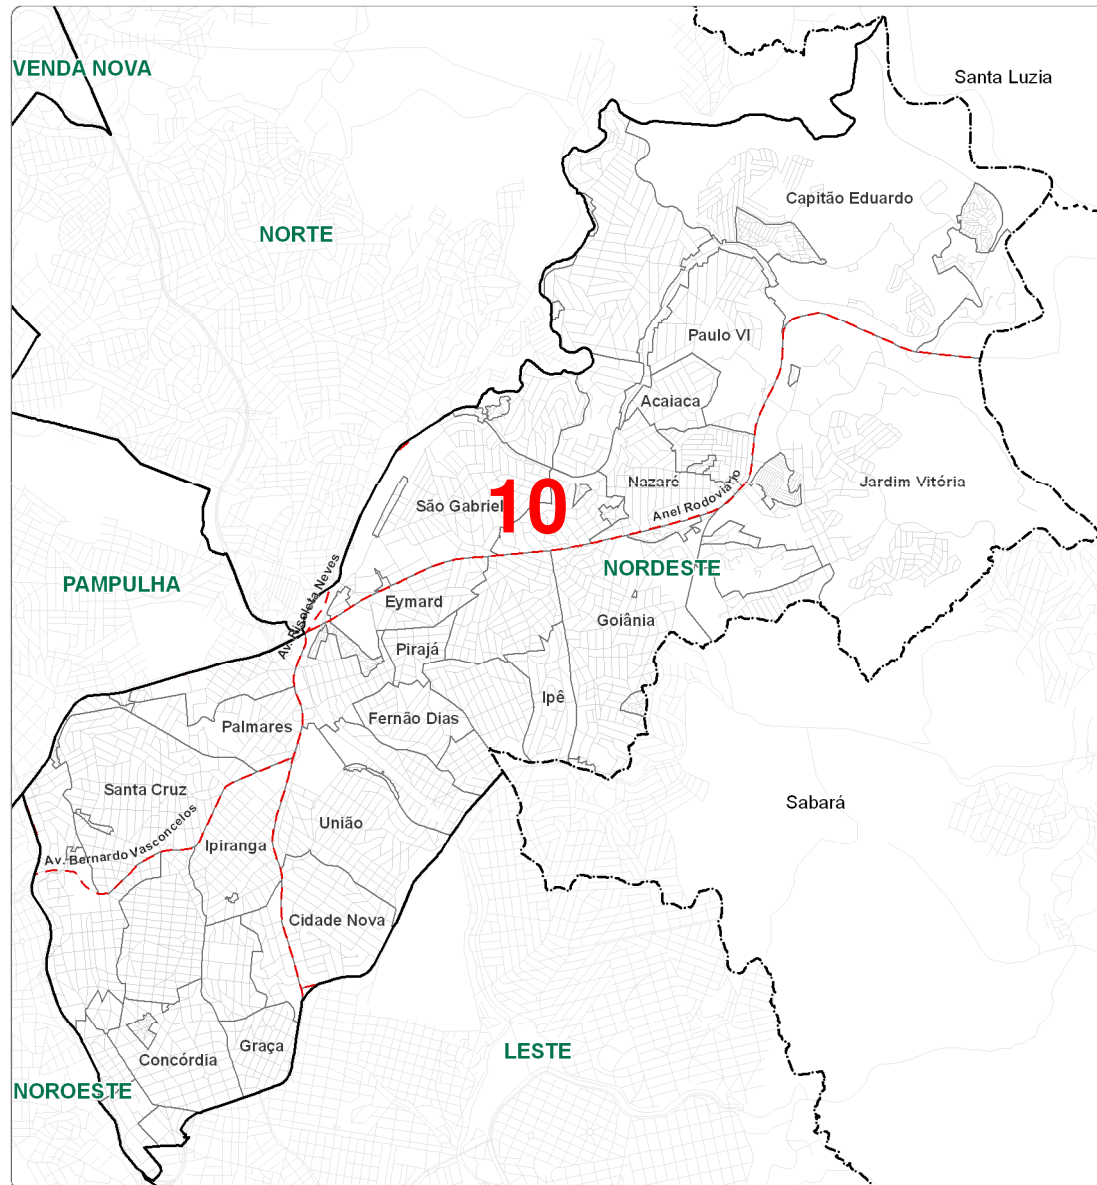 VENDA NOVA
Santa Luzia
Capitão Eduardo
NORTE
Paulo VI
Acaiaca
Nazaré
Jardim Vitória
São Gabriel
10
Anel Rodoviário
NORDESTE
PAMPULHA
Av. Risoleta Neves
Eymard
Goiânia
Pirajá
Ipê
Fernão Dias
Palmares
Santa Cruz
Sabará
União
Av. Bernardo Vasconcelos
Ipiranga
Cidade Nova
Graça
Concórdia
LESTE
NOROESTE